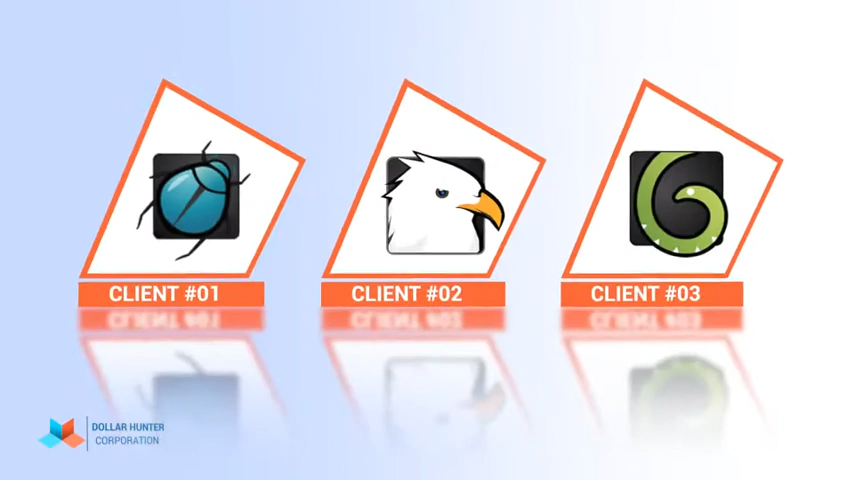 CLIENT #01
CLIENT #02
CLIENT #03
DOLLAR HUNTER
CORPORATION